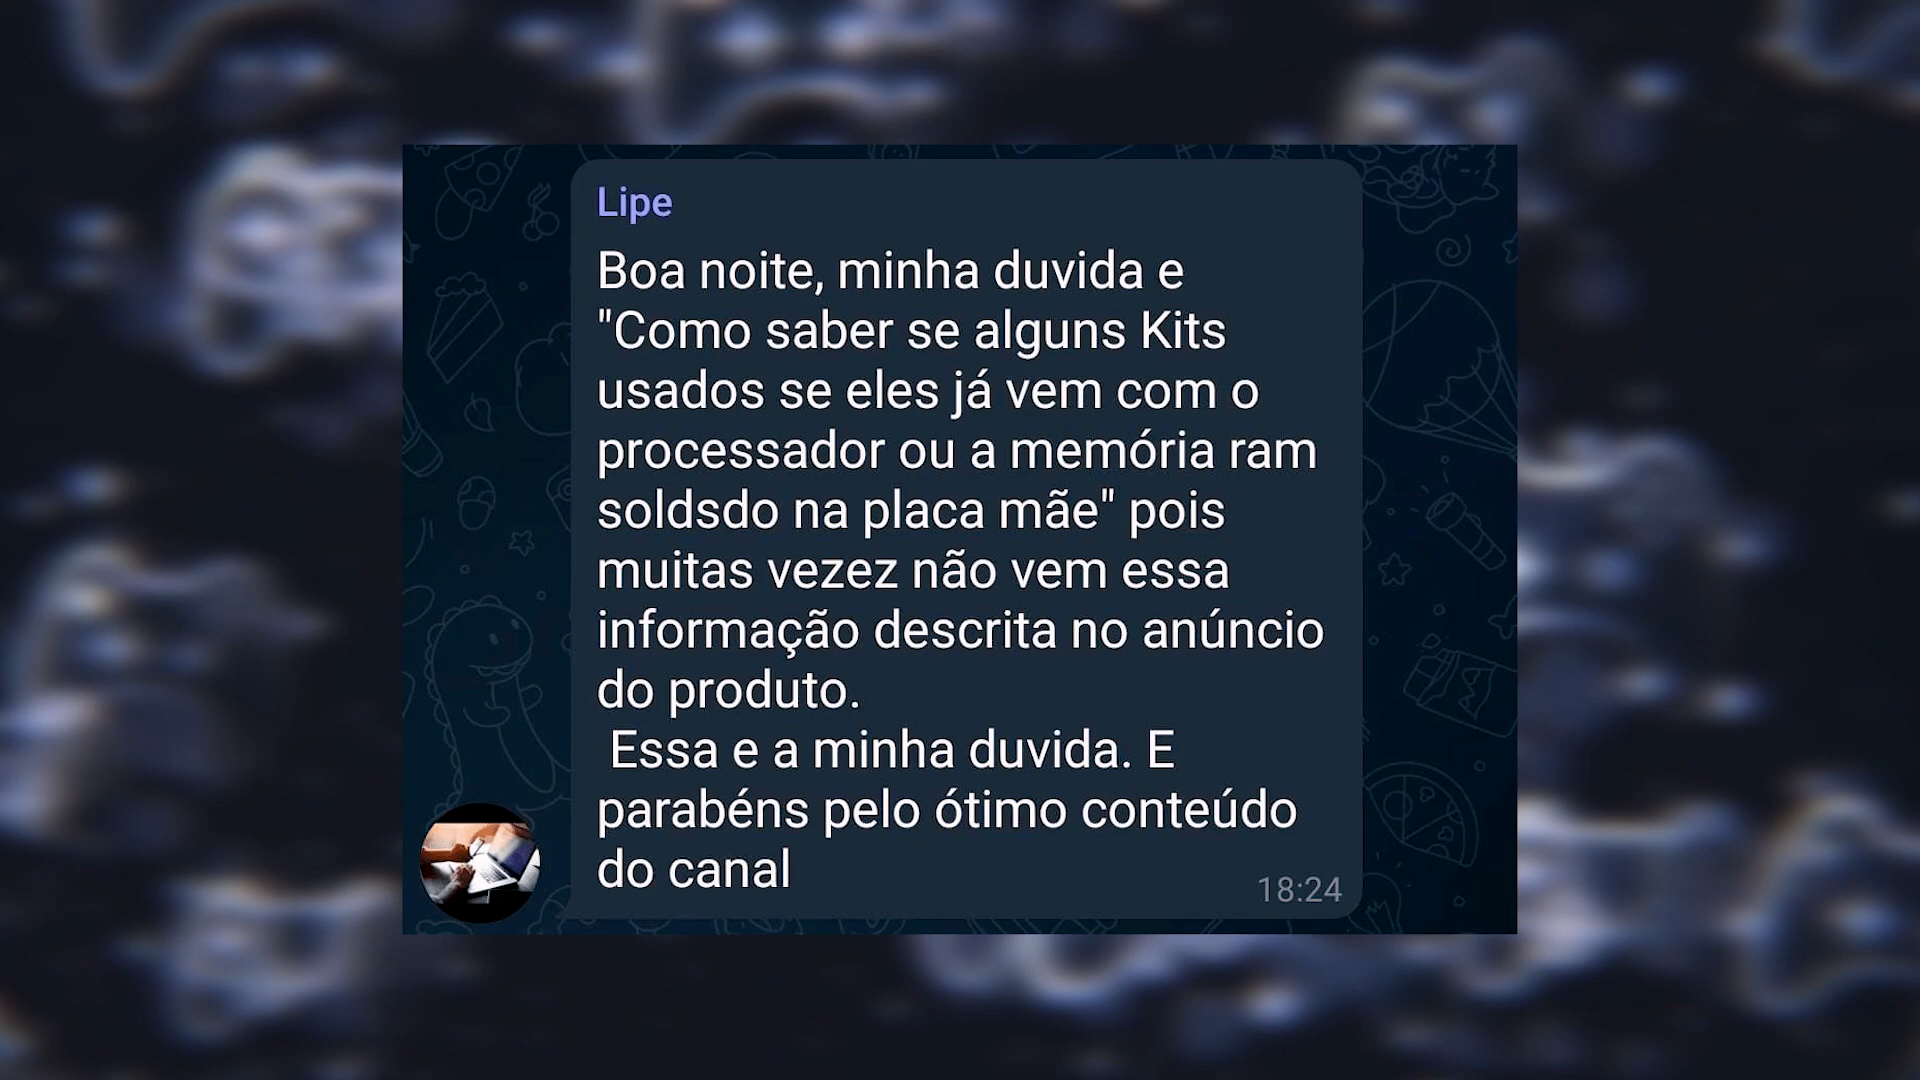 Lipe
Boa noite, minha duvida e
"Como saber se alguns Kits
usados se eles já vem com o
processador ou a memória ram
soldsdo na placa mãe" pois
muitas vezez não vem essa
informação descrita no anúncio
do produto.
Essa e a minha duvida. E
parabéns pelo ótimo conteúdo
do canal
18:24